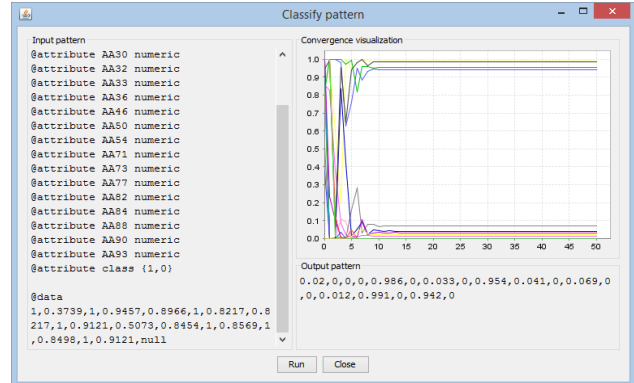 Classify pattern
Input pattern
@attribute AA30 numeric
@attribute AA32 numeric
@attribute AA33 numeric
@attribute AA36 numeric
@attribute AA46 numeric
@attribute AA50 numeric
@attribute AA54 numeric
@attribute AA71 numeric
@attribute AA73 numeric
@attribute AA77 numeric
@attribute AA82 numeric
@attribute AA84 numeric
@attribute AA88 numeric
@attribute AA90 numeric
@attribute AA93 numeric
@attribute class {1,0}
@data
1,0.3739,1,0.9457,0.8966,1,0.8217,0.8
217,1,0.9121,0.5073,0.8454,1,0.8569,1
,0.8498,1,0.9121,null
Convergence visualization
1.0
0.9
0.8
0.7
0.6
0.5
0.4
0.3
0.2
0.1
0.0
0 5 10 15 20 25 30 35 40 45 50
Output pattern
0.02,0,0,0,0.986,0,0.033,0,0.954,0.041,0,0.069,0
,0,0.012,0.991,0,0.942,0
Run Close